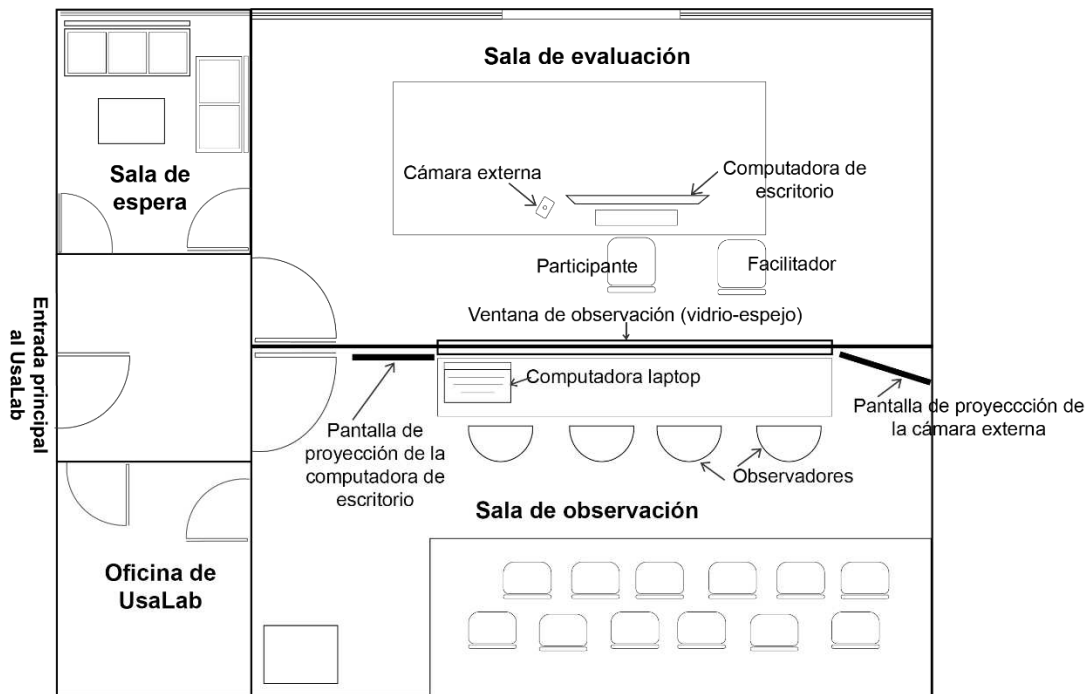 Sala de evaluación
Cámara externa
Computadora de
escritorio
Sala de
espera
Participante
Facilitador
Ventana de observación (vidrio-espejo)
Entrada principal
al UsaLab
Computadora laptop
Pantalla de
proyección de la
computadora de
escritorio
Pantalla de proyeccción de
la cámara externa
Observadores
Sala de observación
Oficina de
UsaLab